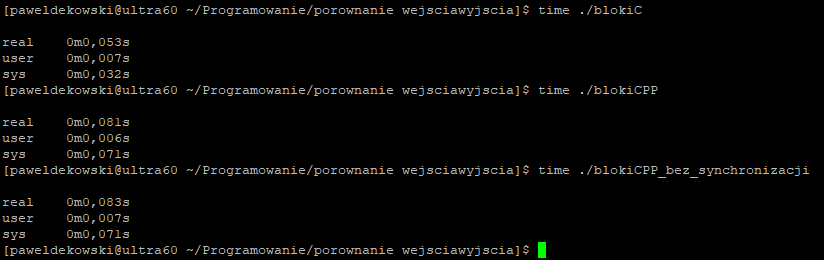 [paweldekowski@ultra60 ~/Programowanie/porownanie wejsciawyjscia]$ time ./blokiC
real 0m0,053s
user 0m0,007s
sys 0m0,032s
[paweldekowski@ultra60 ~/Programowanie/porownanie wejsciawyjscia]$ time ./blokiCPP
real 0m0,081s
user 0m0,006s
sys 0m0,071s
[paweldekowski@ultra60 ~/Programowanie/porownanie wejsciawyjscia]$ time ./blokiCPP_bez_synchronizacji
real 0m0,083s
user 0m0,007s
sys 0m0,071s
[paweldekowski@ultra60 ~/Programowanie/porownanie wejsciawyjscia]$